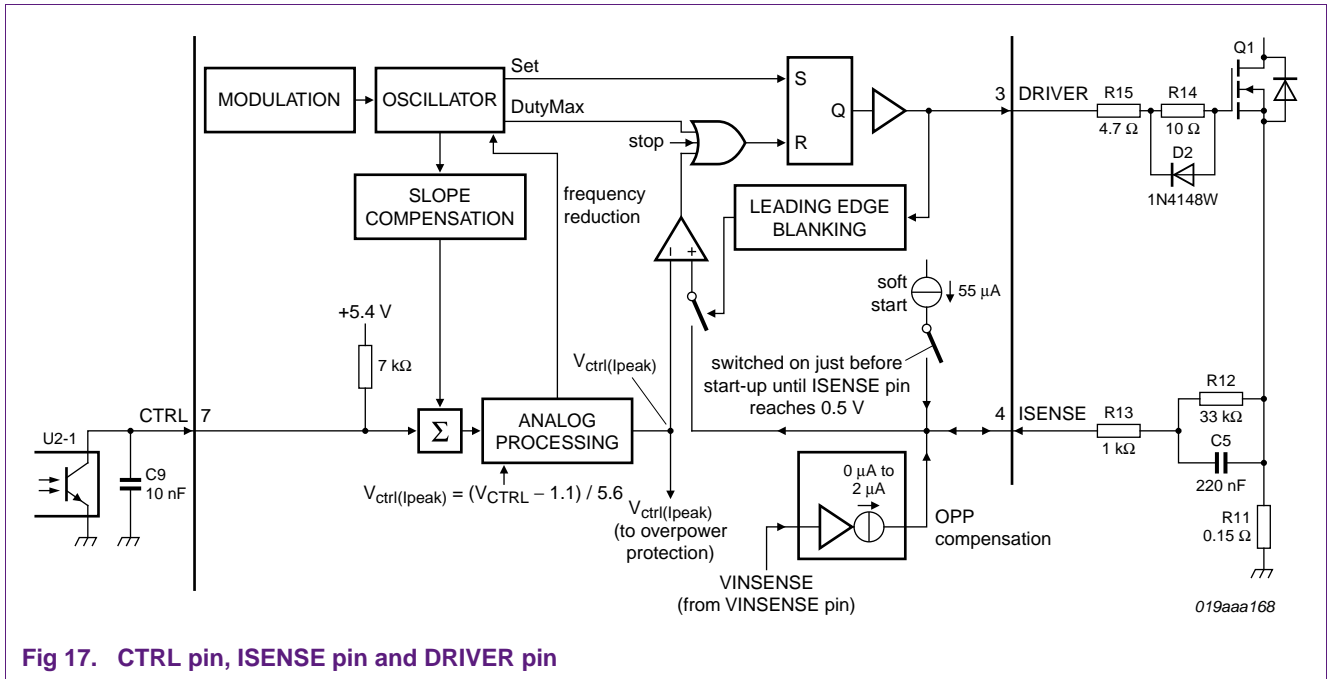 Q1
Set
S
MODULATION
OSCILLATOR
DutyMax
3
DRIVER
R15
R14
Q
4.7 Ω
10 Ω
stop
R
D2
1N4148W
SLOPE
COMPENSATION
frequency
reduction
LEADING EDGE
BLANKING
– +
soft
start
55 μA
+5.4 V
7 kΩ
Vctrl(Ipeak)
switched on just before
start-up until ISENSE pin
reaches 0.5 V
R12
33 kΩ
CTRL
7
4
ISENSE
R13
1 kΩ
C5
220 nF
U2-1
Σ
ANALOG
PROCESSING
C9
10 nF
Vctrl(Ipeak) = (VCTRL – 1.1) / 5.6
0 μA to
2 μA
Vctrl(Ipeak)
(to overpower
protection)
OPP
compensation
R11
0.15 Ω
VINSENSE
(from VINSENSE pin)
019aaa168
Fig 17. CTRL pin, ISENSE pin and DRIVER pin